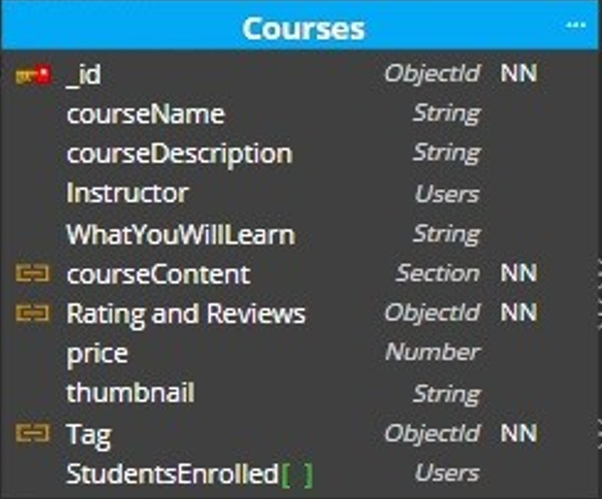 Courses ...
_id ObjectId NN
courseName String
courseDescription String
Instructor Users
WhatYouWillLearn String
courseContent Section NN
Rating and Reviews ObjectId NN
price Number
thumbnail String
Tag ObjectId NN
StudentsEnrolled[ ] Users